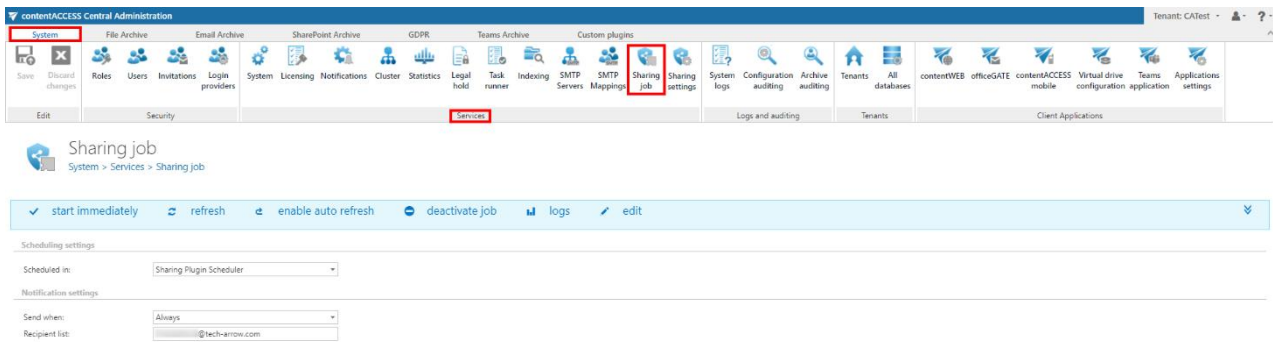 contentACCESS Central Administration Tenant: CATest ?
System File Archive Email Archive SharePoint Archive GDPR Teams Archive Custom plugins
Save Discard changes Roles Users Invitations Login providers System Licensing Notifications Cluster Statistics Legal hold Task runner Indexing SMTP Servers SMTP Mappings Sharing job Sharing settings System logs Configuration auditing Archive auditing Tenants All databases contentWEB officeGATE contentACCESS mobile Virtual drive configuration Teams application Applications settings
Edit Security Services Logs and auditing Tenants Client Applications
Sharing job
System > Services > Sharing job
start immediately refresh enable auto refresh deactivate job logs edit
Scheduling settings
Scheduled in: Sharing Plugin Scheduler
Notification settings
Send when: Always
Recipient list: @tech-arrow.com